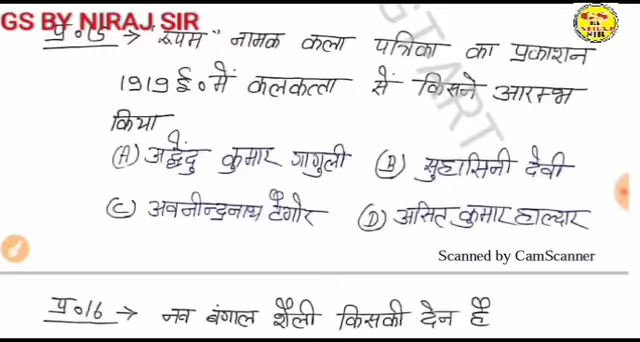 GS BY NIRAJ SIR
प्र०15 → "रूपम" नामक कला पत्रिका का प्रकाशन
1919 ई० में कलकत्ता से किसने आरम्भ
किया
(A) अर्द्धेंदु कुमार गांगुली (B) सुहासिनी देवी
(C) अवनीन्द्रनाथ टैगोर (D) असित कुमार हाल्दार
Scanned by CamScanner
प्र०16 → नव बंगाल शैली किसकी देन है